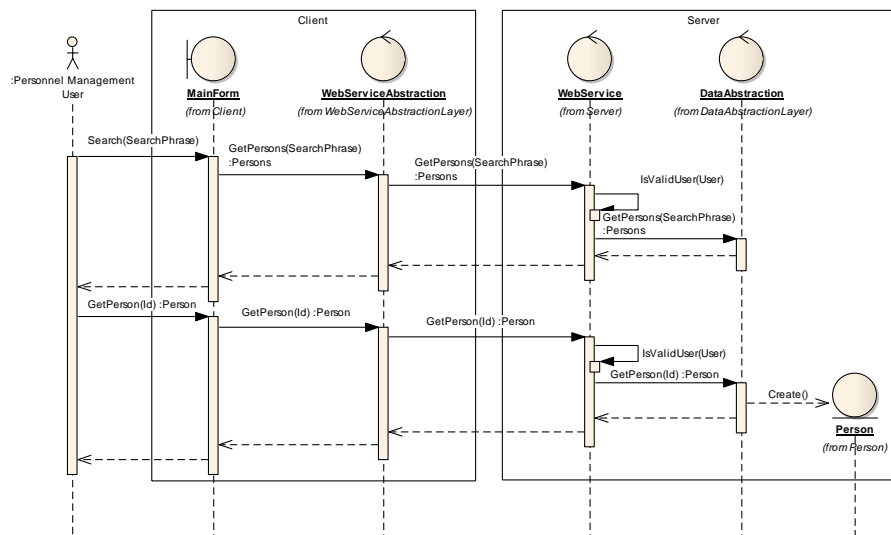 Client
Server
:Personnel Management
User
MainForm
(from Client)
WebServiceAbstraction
(from WebServiceAbstractionLayer)
WebService
(from Server)
DataAbstraction
(from DataAbstractionLayer)
Search(SearchPhrase)
GetPersons(SearchPhrase)
:Persons
GetPersons(SearchPhrase)
:Persons
IsValidUser(User)
GetPersons(SearchPhrase)
:Persons
GetPerson(Id) :Person
GetPerson(Id) :Person
GetPerson(Id) :Person
IsValidUser(User)
GetPerson(Id) :Person
Create()
Person
(from Person)